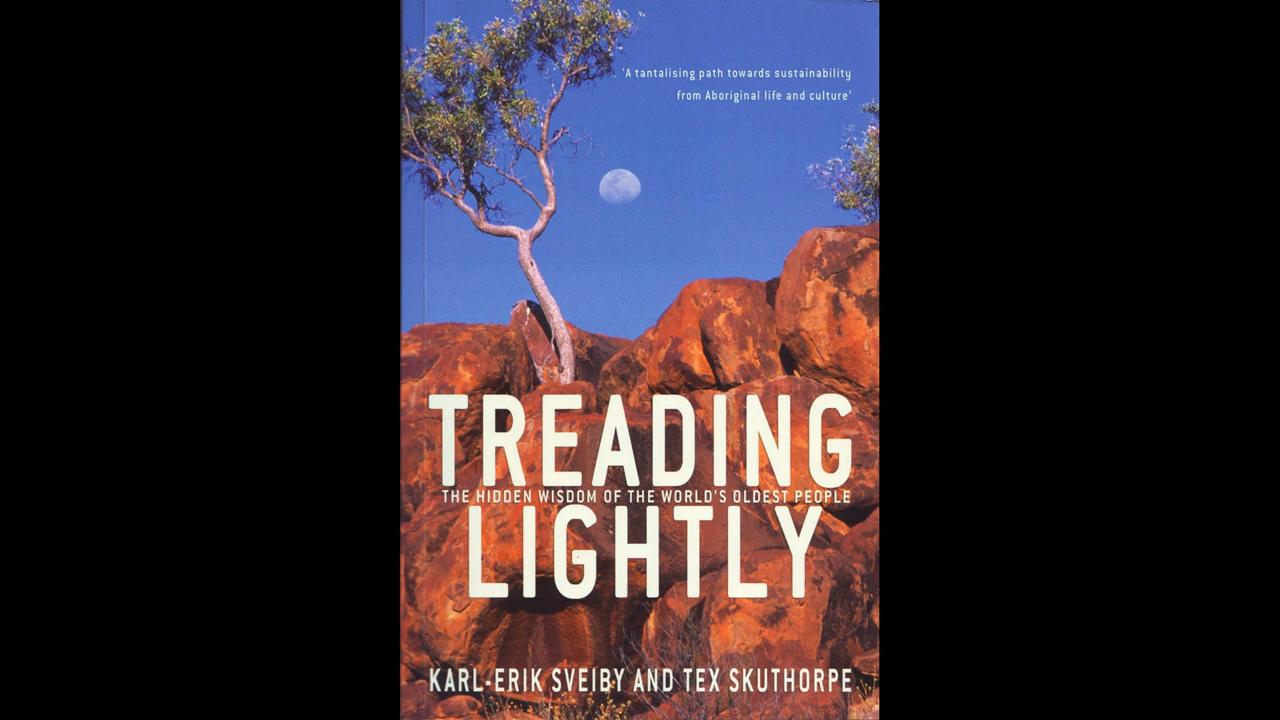 'A tantalising path towards sustainability
from Aboriginal life and culture'
TREADING
THE HIDDEN WISDOM OF THE WORLD'S OLDEST PEOPLE
LIGHTLY
KARL-ERIK SVEIBY AND TEX SKUTHORPE